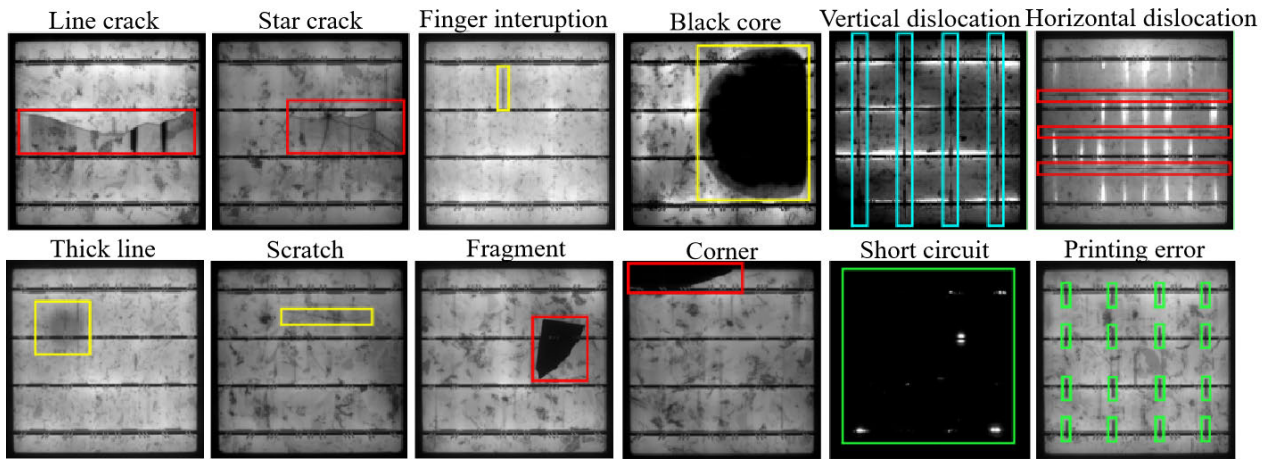 Line crack
Star crack
Finger interuption
Black core
Vertical dislocation
Horizontal dislocation
Thick line
Scratch
Fragment
Corner
Short circuit
Printing error